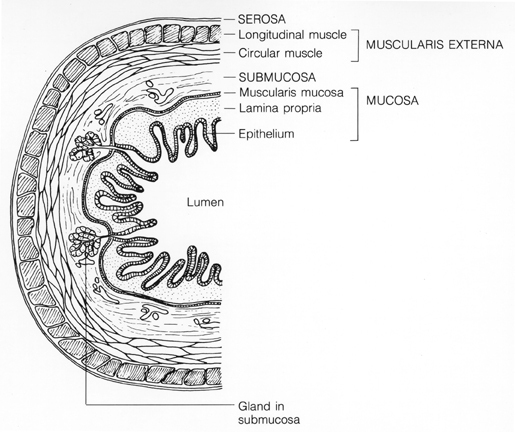 SEROSA
Longitudinal muscle
Circular muscle
MUSCULARIS EXTERNA
SUBMUCOSA
Muscularis mucosa
Lamina propria
MUCOSA
Epithelium
Lumen
Gland in
submucosa